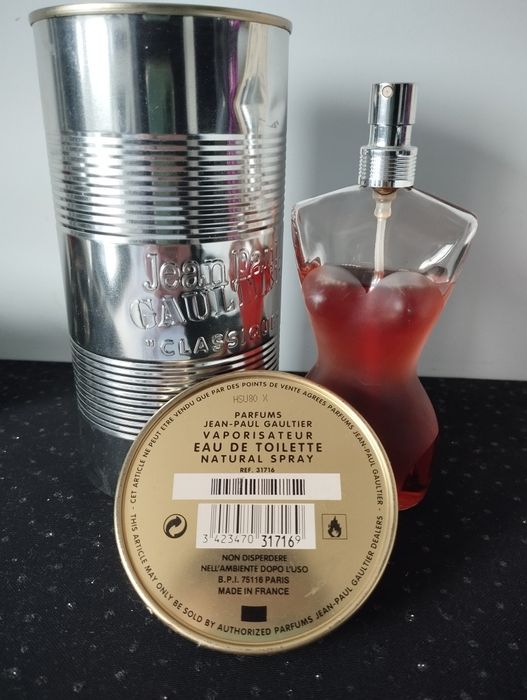 Jean Paul
GAULTIER
"CLASSIQUE"
CET ARTICLE NE PEUT ETRE VENDU QUE PAR DES POINTS DE VENTE AGREES PARFUMS JEAN-PAUL GAULTIER
HSU80 X
PARFUMS
JEAN-PAUL GAULTIER
VAPORISATEUR
EAU DE TOILETTE
NATURAL SPRAY
REF. 31716
3 423470 317169
NON DISPERDERE
NELL'AMBIENTE DOPO L'USO
B.P.I. 75116 PARIS
MADE IN FRANCE
THIS ARTICLE MAY ONLY BE SOLD BY AUTHORIZED PARFUMS JEAN-PAUL GAULTIER DEALERS -